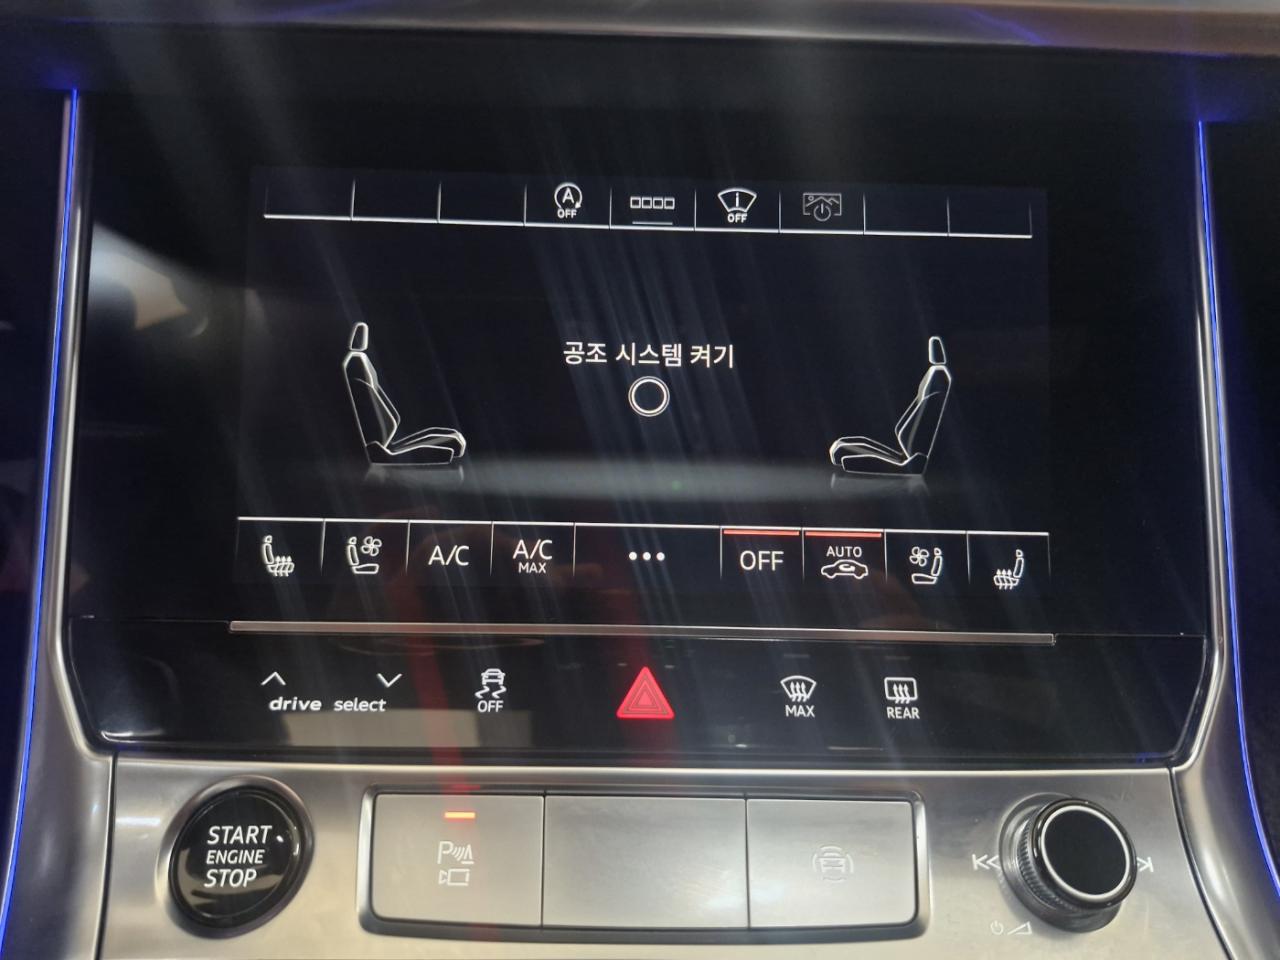 A
OFF
i
OFF
공조 시스템 켜기
A/C
A/C
MAX
OFF
AUTO
drive select
OFF
MAX
REAR
START
ENGINE
STOP
P